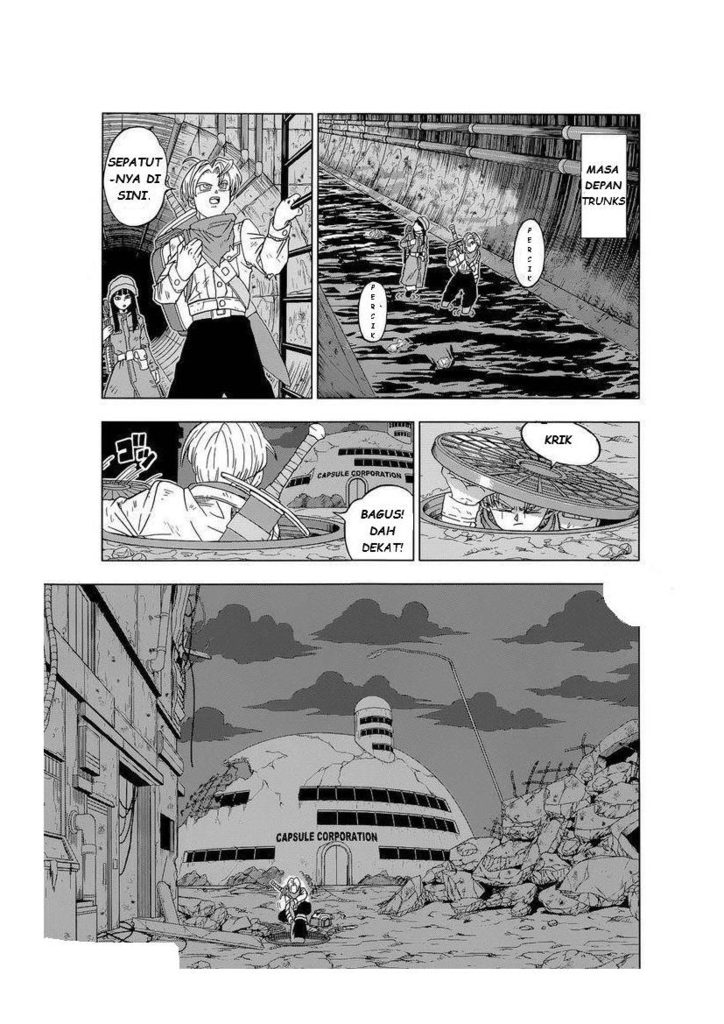 MASA
DEPAN
TRUNKS
PERCIK
PERCIK
SEPATUT
-NYA DI
SINI.
KRIK
CAPSULE CORPORATION
BAGUS!
DAH
DEKAT!
CAPSULE CORPORATION